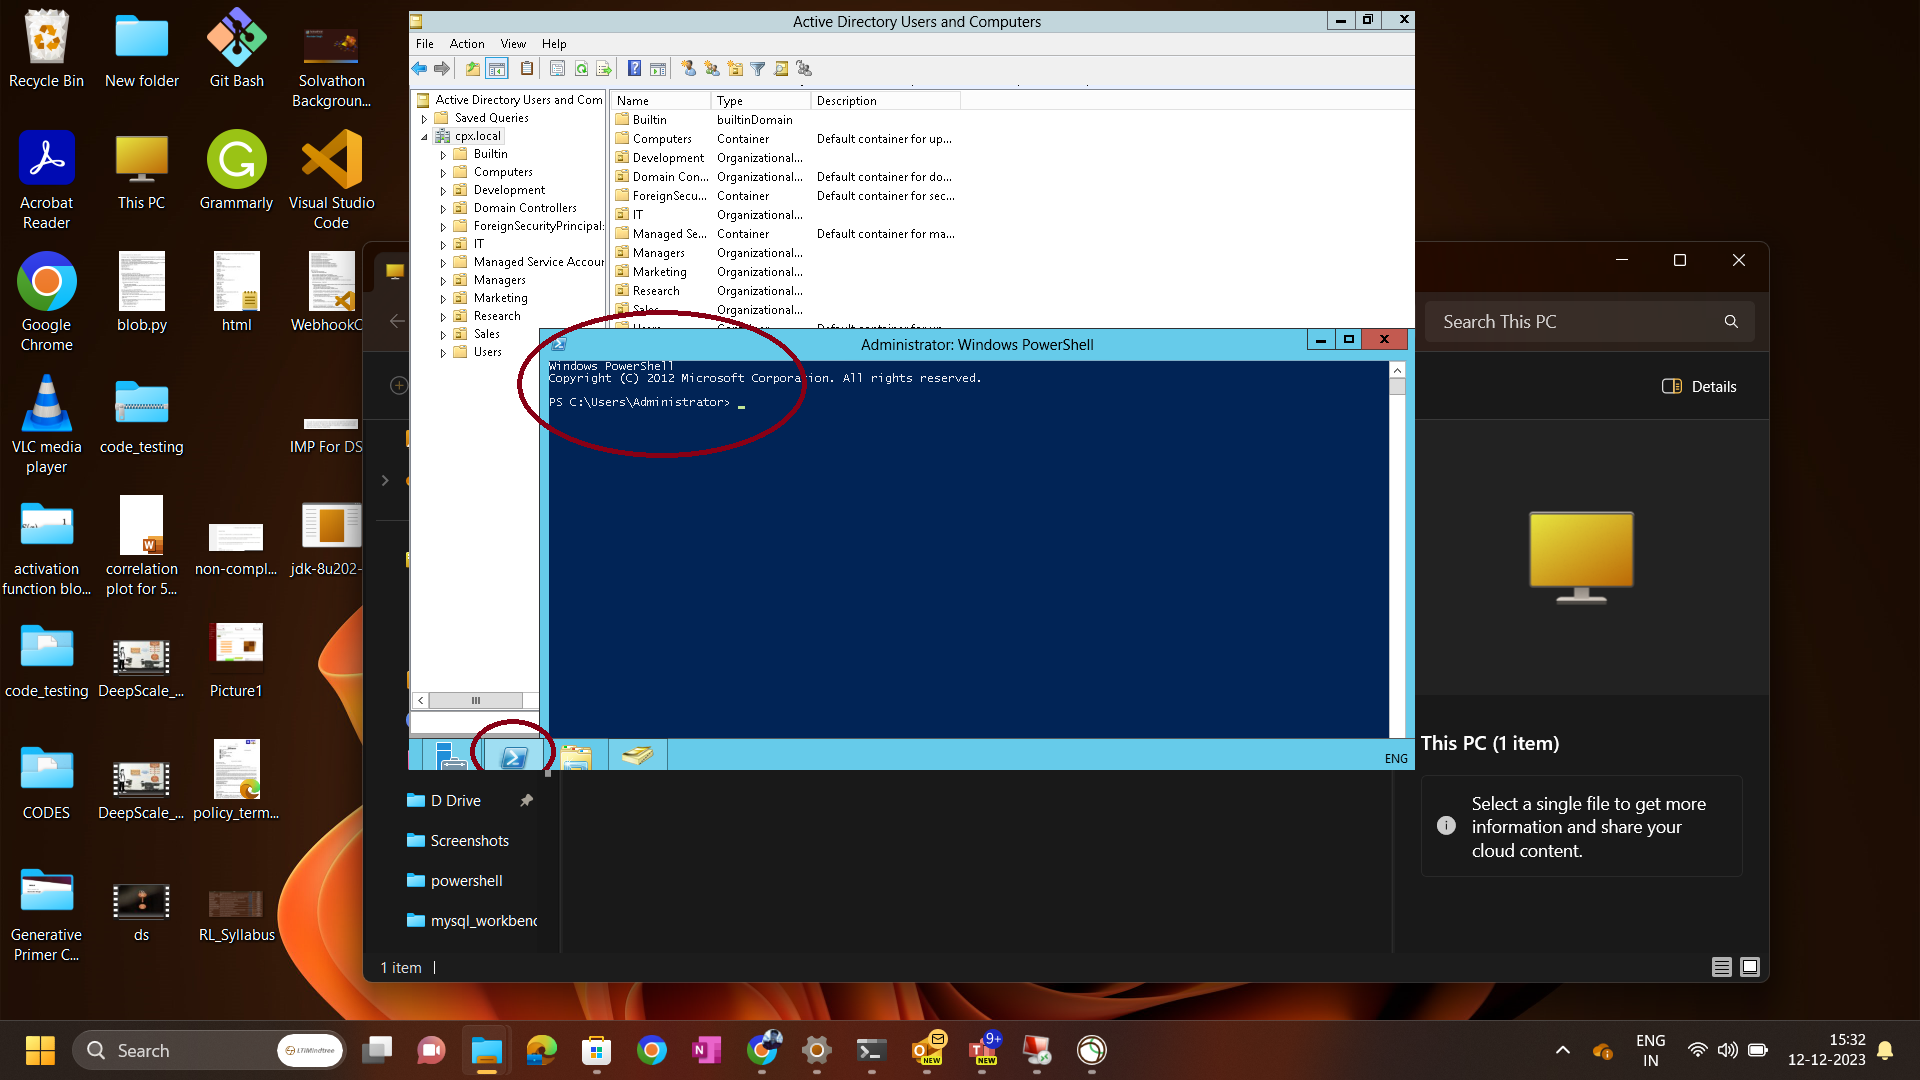 Recycle Bin
New folder
Git Bash
Solvathon
Backgroun...
Acrobat
Reader
This PC
Grammarly
Visual Studio
Code
Google
Chrome
blob.py
html
WebhookC
VLC media
player
code_testing
IMP For DS
activation
function blo...
correlation
plot for 5...
non-compl...
jdk-8u202-
code_testing
DeepScale_...
Picture1
CODES
DeepScale_...
policy_term...
Generative
Primer C...
ds
RL_Syllabus
Active Directory Users and Computers
File Action View Help
Active Directory Users and Com
Saved Queries
cpx.local
Builtin
Computers
Development
Domain Controllers
ForeignSecurityPrincipal:
IT
Managed Service Accour
Managers
Marketing
Research
Sales
Users
Name Type Description
Builtin builtinDomain
Computers Container Default container for up...
Development Organizational...
Domain Con... Organizational... Default container for do...
ForeignSecu... Container Default container for sec...
IT Organizational...
Managed Se... Container Default container for ma...
Managers Organizational...
Marketing Organizational...
Research Organizational...
Sales Organizational...
Administrator: Windows PowerShell
Windows PowerShell
Copyright (C) 2012 Microsoft Corporation. All rights reserved.
PS C:\Users\Administrator> _
ENG
Search This PC
Details
This PC (1 item)
Select a single file to get more
information and share your
cloud content.
D Drive
Screenshots
powershell
mysql_workbenc
1 item
Search
LTIMindtree
NEW
9+
NEW
ENG
IN
15:32
12-12-2023